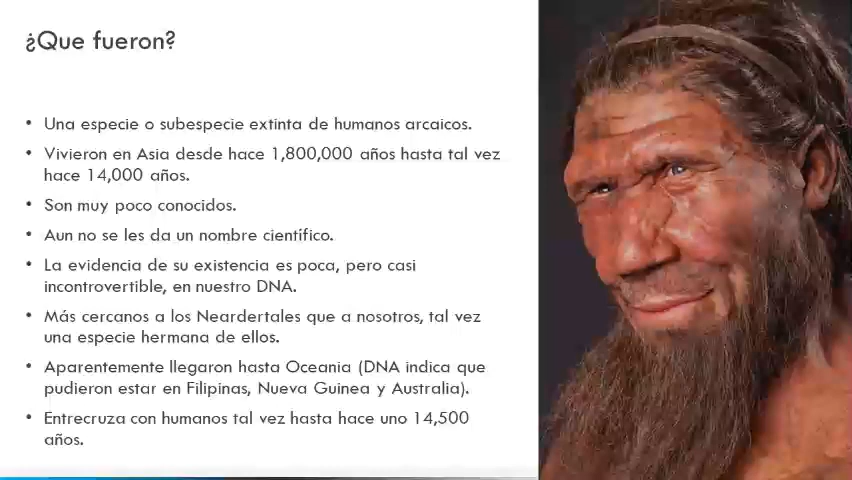 ¿Que fueron?
• Una especie o subespecie extinta de humanos arcaicos.
• Vivieron en Asia desde hace 1,800,000 años hasta tal vez
hace 14,000 años.
• Son muy poco conocidos.
• Aun no se les da un nombre científico.
• La evidencia de su existencia es poca, pero casi
incontrovertible, en nuestro DNA.
• Más cercanos a los Neardertales que a nosotros, tal vez
una especie hermana de ellos.
• Aparentemente llegaron hasta Oceania (DNA indica que
pudieron estar en Filipinas, Nueva Guinea y Australia).
• Entrecruza con humanos tal vez hasta hace uno 14,500
años.